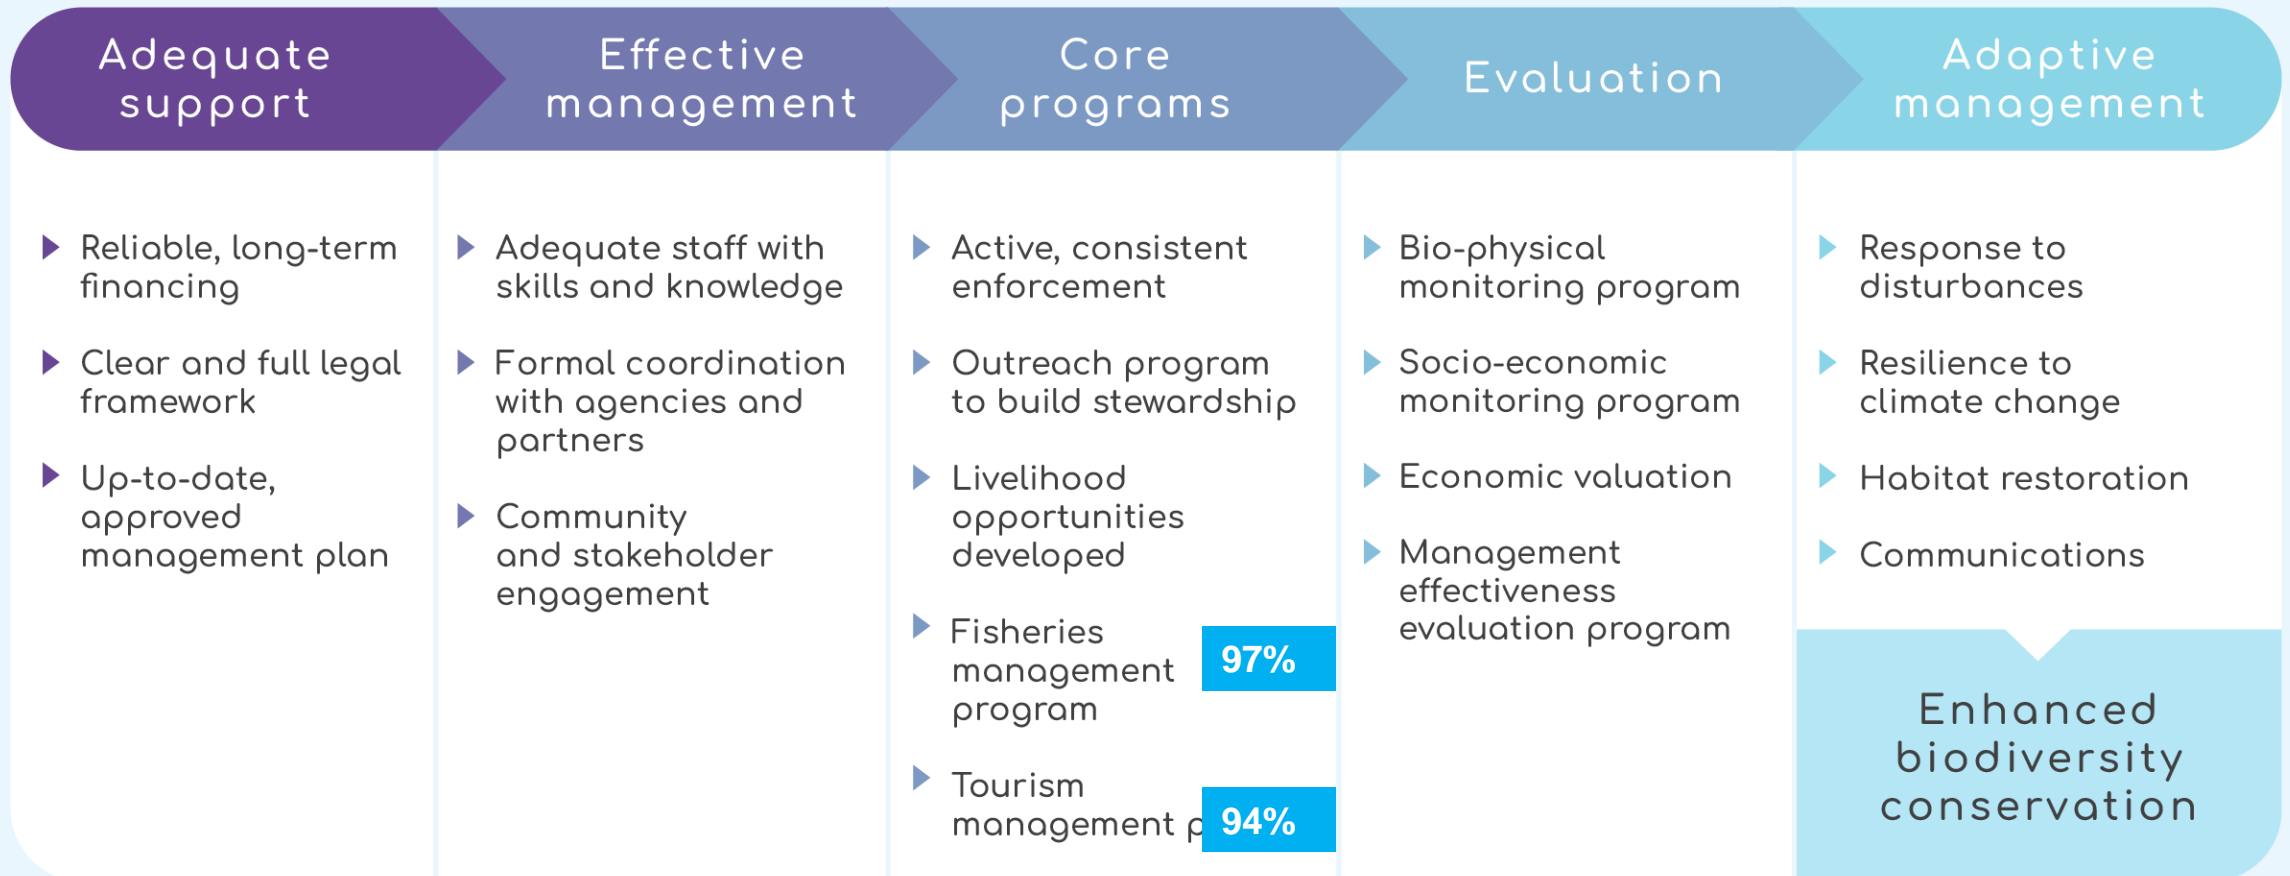 Adequate
support
Effective
management
Core
programs
Evaluation
Adaptive
management
Reliable, long-term
financing
Clear and full legal
framework
Up-to-date,
approved
management plan
Adequate staff with
skills and knowledge
Formal coordination
with agencies and
partners
Community
and stakeholder
engagement
Active, consistent
enforcement
Outreach program
to build stewardship
Livelihood
opportunities
developed
Fisheries
management
program
97%
Tourism
management p
94%
Bio-physical
monitoring program
Socio-economic
monitoring program
Economic valuation
Management
effectiveness
evaluation program
Response to
disturbances
Resilience to
climate change
Habitat restoration
Communications
Enhanced
biodiversity
conservation